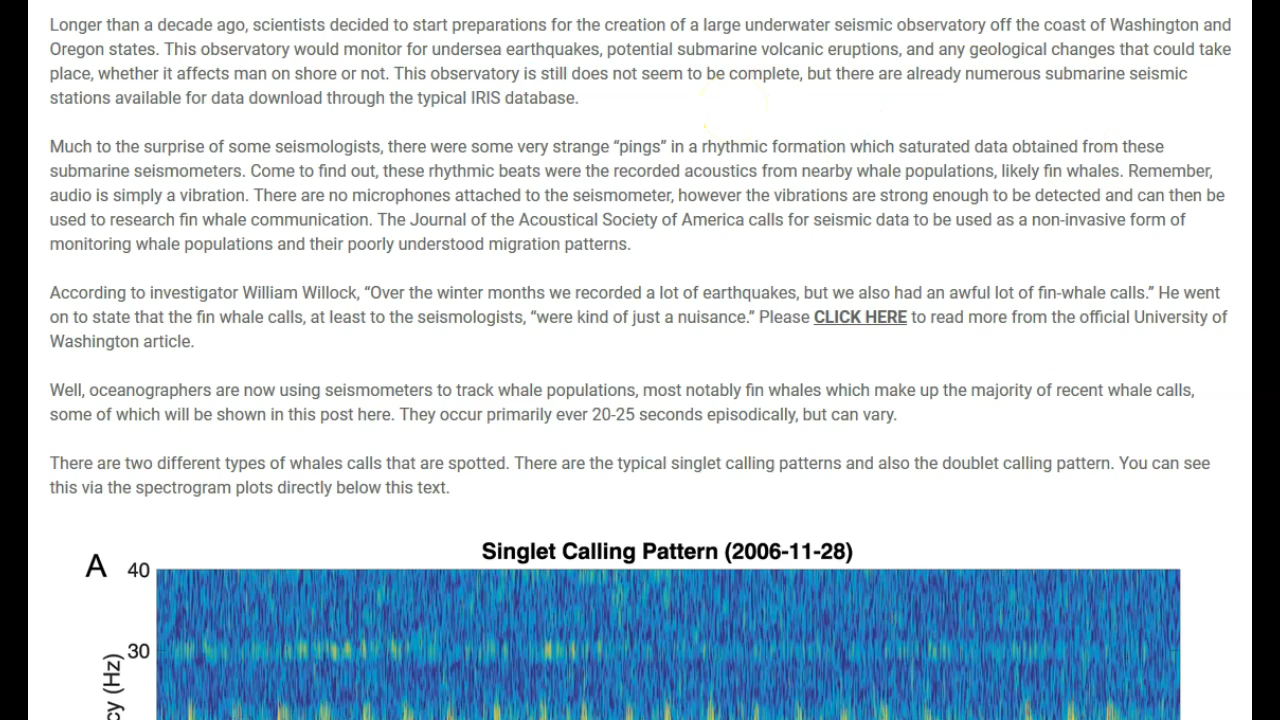 Longer than a decade ago, scientists decided to start preparations for the creation of a large underwater seismic observatory off the coast of Washington and
Oregon states. This observatory would monitor for undersea earthquakes, potential submarine volcanic eruptions, and any geological changes that could take
place, whether it affects man on shore or not. This observatory is still does not seem to be complete, but there are already numerous submarine seismic
stations available for data download through the typical IRIS database.
Much to the surprise of some seismologists, there were some very strange “pings” in a rhythmic formation which saturated data obtained from these
submarine seismometers. Come to find out, these rhythmic beats were the recorded acoustics from nearby whale populations, likely fin whales. Remember,
audio is simply a vibration. There are no microphones attached to the seismometer, however the vibrations are strong enough to be detected and can then be
used to research fin whale communication. The Journal of the Acoustical Society of America calls for seismic data to be used as a non-invasive form of
monitoring whale populations and their poorly understood migration patterns.
According to investigator William Willock, “Over the winter months we recorded a lot of earthquakes, but we also had an awful lot of fin-whale calls.” He went
on to state that the fin whale calls, at least to the seismologists, “were kind of just a nuisance.” Please CLICK HERE to read more from the official University of
Washington article.
Well, oceanographers are now using seismometers to track whale populations, most notably fin whales which make up the majority of recent whale calls,
some of which will be shown in this post here. They occur primarily ever 20-25 seconds episodically, but can vary.
There are two different types of whales calls that are spotted. There are the typical singlet calling patterns and also the doublet calling pattern. You can see
this via the spectrogram plots directly below this text.
Singlet Calling Pattern (2006-11-28)
A
40
30
cy (Hz)